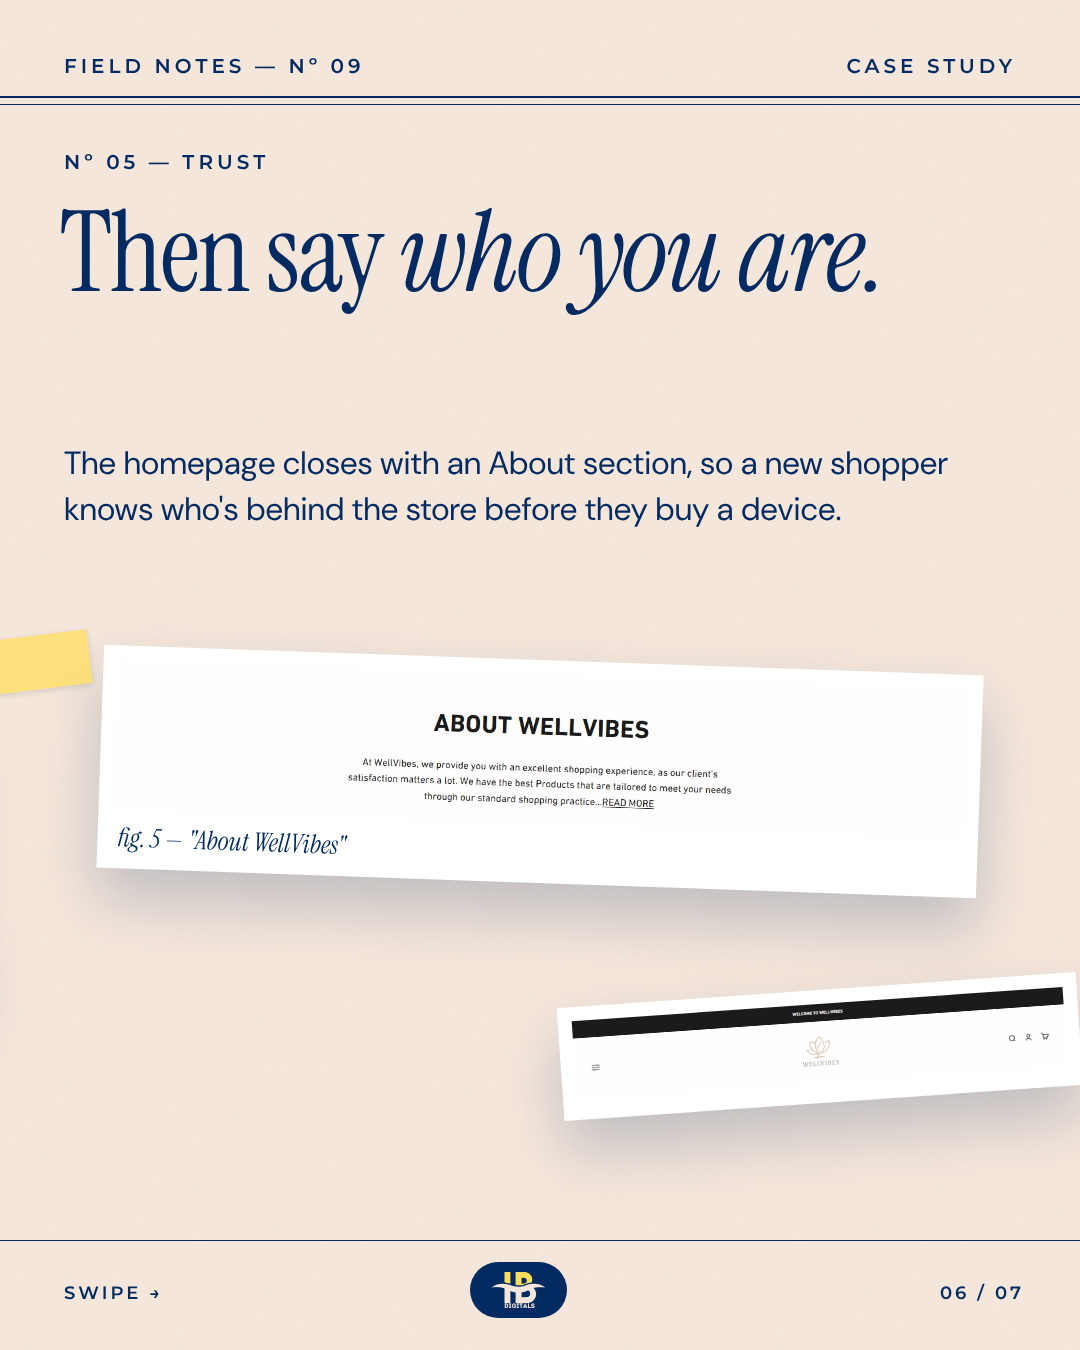 FIELD NOTES — Nº 09
CASE STUDY
Nº 05 — TRUST
Then say who you are.
The homepage closes with an About section, so a new shopper
knows who's behind the store before they buy a device.
ABOUT WELLVIBES
At WellVibes, we provide you with an excellent shopping experience, as our client's
satisfaction matters a lot. We have the best Products that are tailored to meet your needs
through our standard shopping practice...READ MORE
fig. 5 — "About WellVibes"
WELCOME TO WELLVIBES
WELLVIBES
SWIPE →
HB
DIGITALS
06 / 07